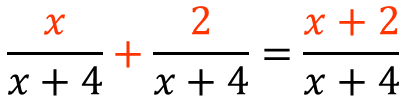 x/(x + 4) + 2/(x + 4) = (x + 2)/(x + 4)